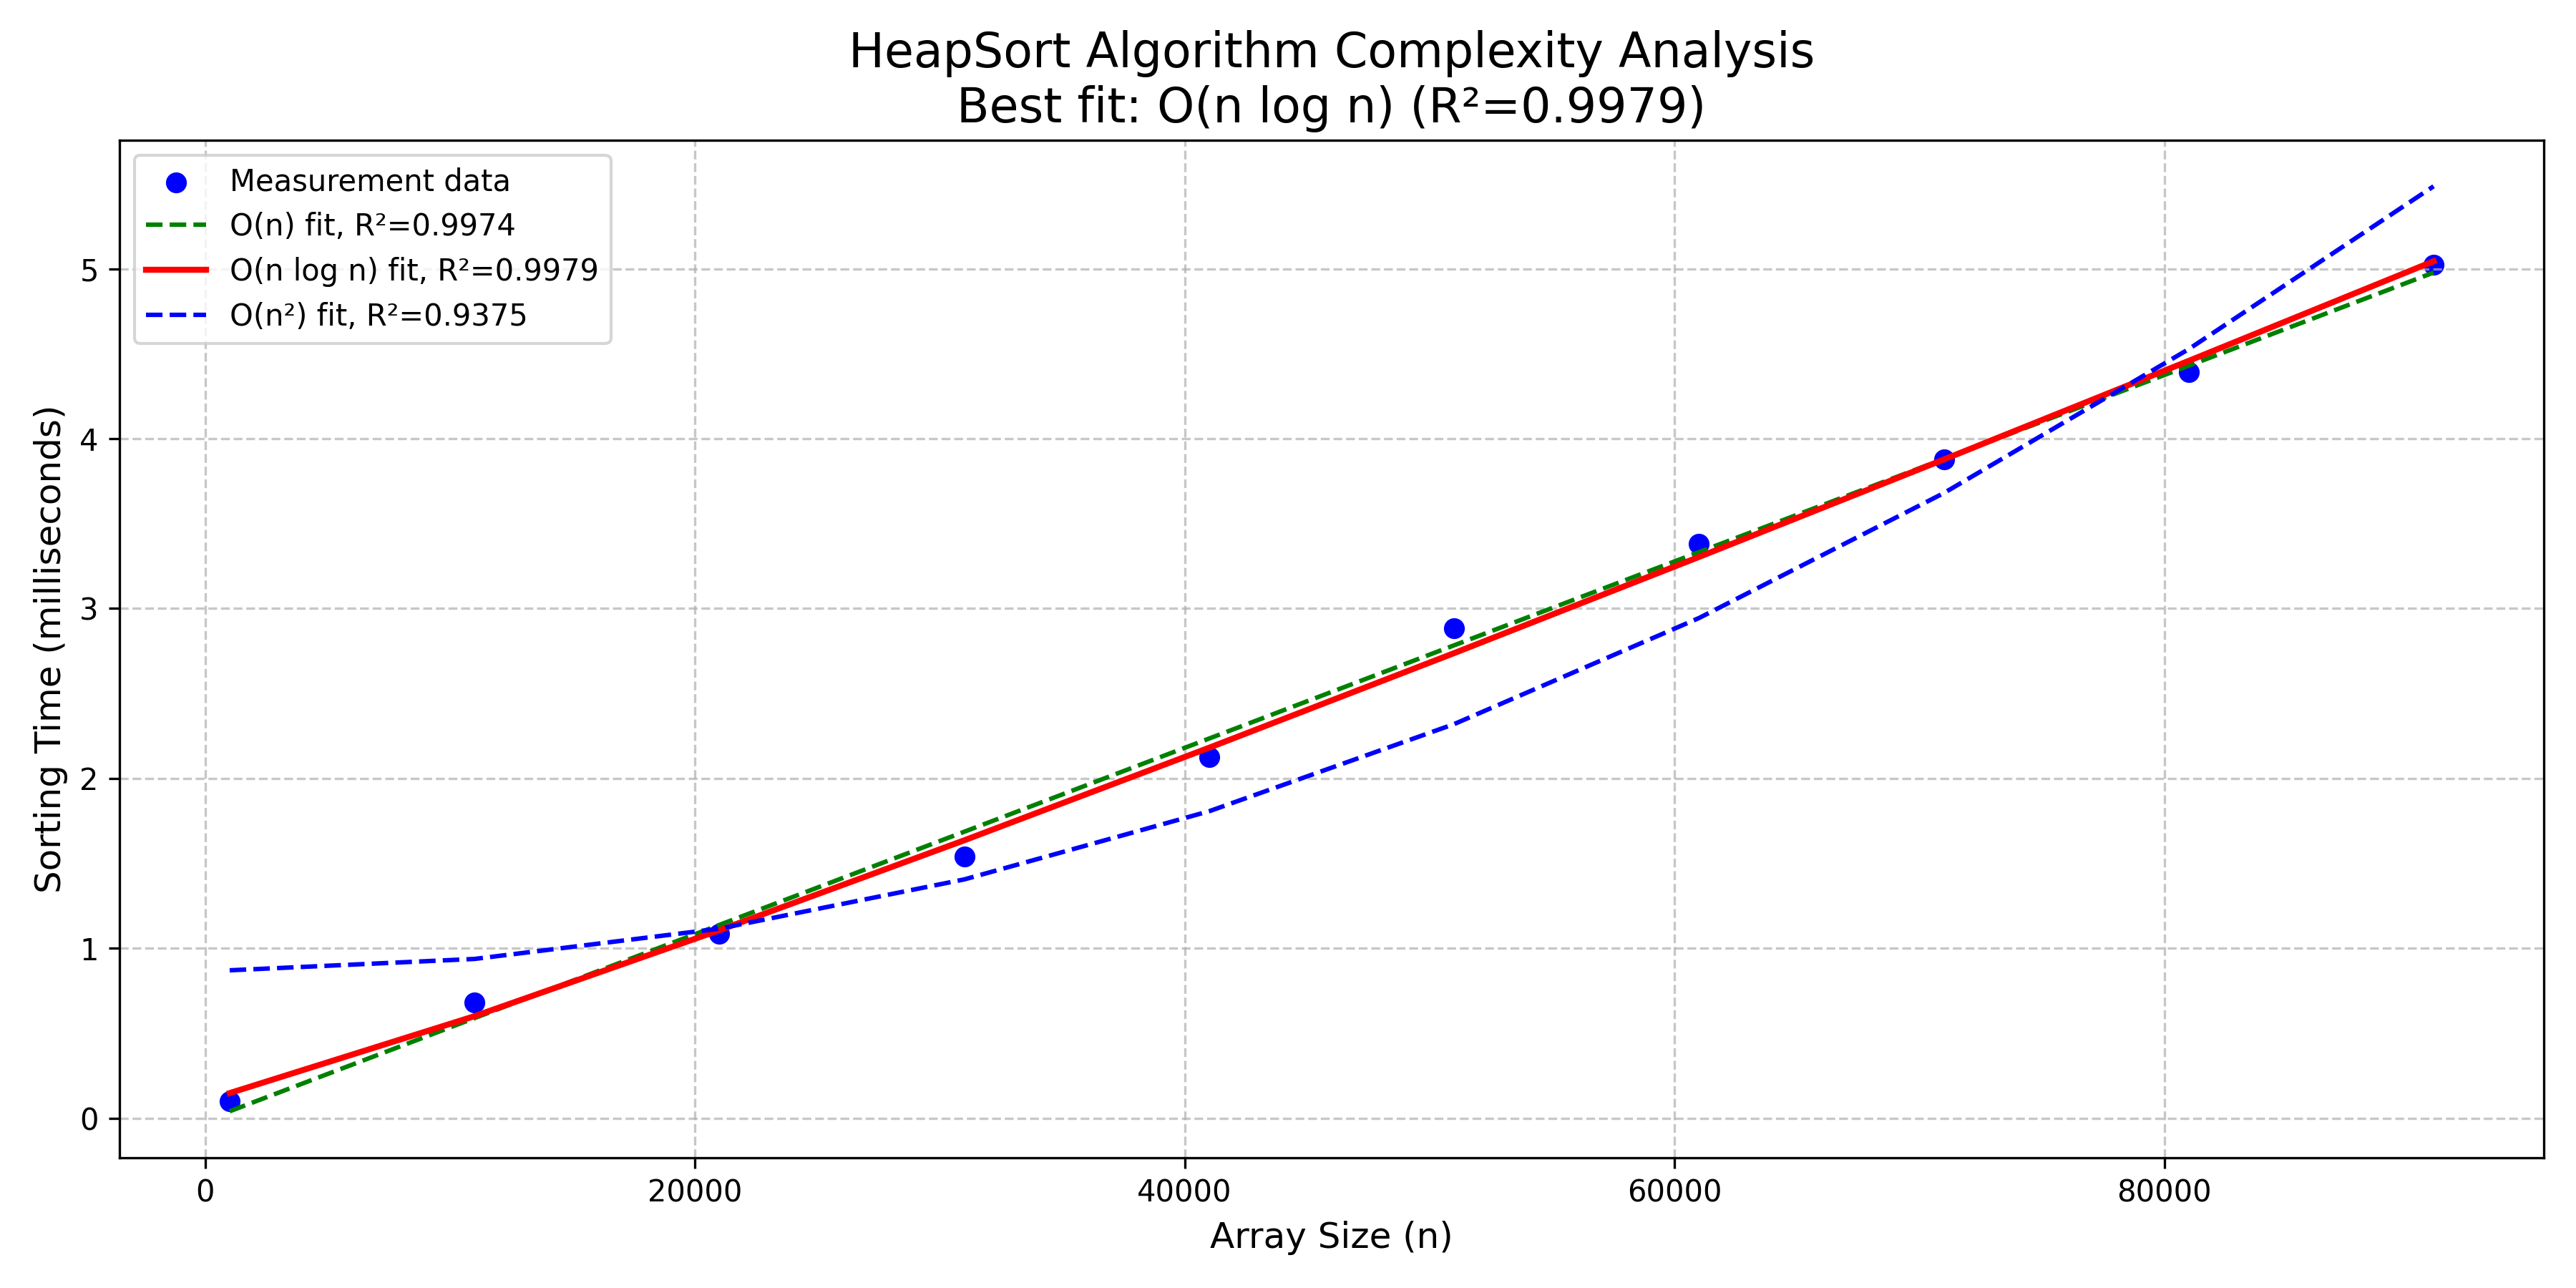 HeapSort Algorithm Complexity Analysis
Best fit: O(n log n) (R²=0.9979)
Measurement data
O(n) fit, R²=0.9974
O(n log n) fit, R²=0.9979
O(n²) fit, R²=0.9375
Sorting Time (milliseconds)
5
4
3
2
1
0
0 20000 40000 60000 80000
Array Size (n)